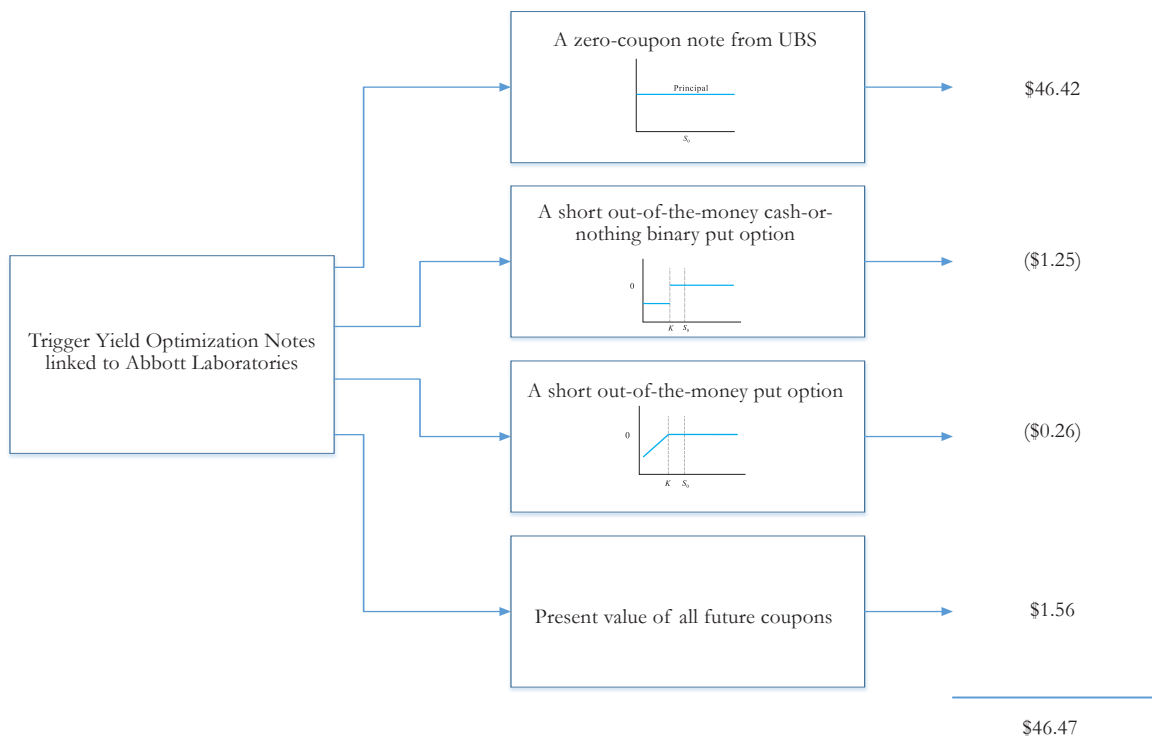 A zero-coupon note from UBS
Principal
S0
$46.42
A short out-of-the-money cash-or-
nothing binary put option
0
K S0
($1.25)
Trigger Yield Optimization Notes
linked to Abbott Laboratories
A short out-of-the-money put option
0
K S0
($0.26)
Present value of all future coupons
$1.56
$46.47